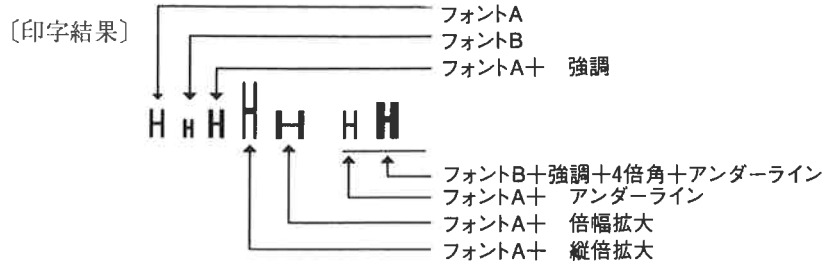 フォントA
〔印字結果〕
フォントB
フォントA＋　強調
H H H H H H H
フォントB＋強調＋4倍角＋アンダーライン
フォントA＋　アンダーライン
フォントA＋　倍幅拡大
フォントA＋　縦倍拡大